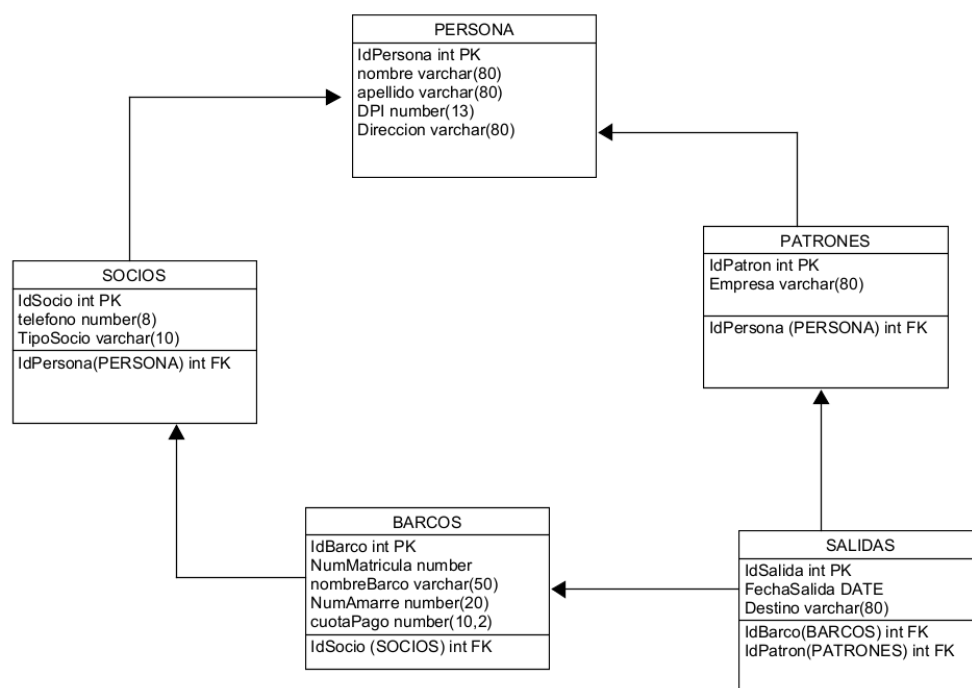 PERSONA
IdPersona int PK
nombre varchar(80)
apellido varchar(80)
DPI number(13)
Direccion varchar(80)
PATRONES
IdPatron int PK
Empresa varchar(80)
IdPersona (PERSONA) int FK
SOCIOS
IdSocio int PK
telefono number(8)
TipoSocio varchar(10)
IdPersona(PERSONA) int FK
BARCOS
IdBarco int PK
NumMatricula number
nombreBarco varchar(50)
NumAmarre number(20)
cuotaPago number(10,2)
IdSocio (SOCIOS) int FK
SALIDAS
IdSalida int PK
FechaSalida DATE
Destino varchar(80)
IdBarco(BARCOS) int FK
IdPatron(PATRONES) int FK